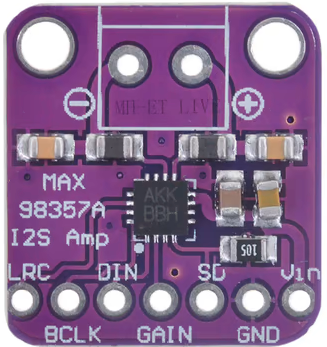 MH-ET LIVE
MAX
98357A
I2S Amp
AKK
BBH
105
LRC DIN SD Vin
BCLK GAIN GND